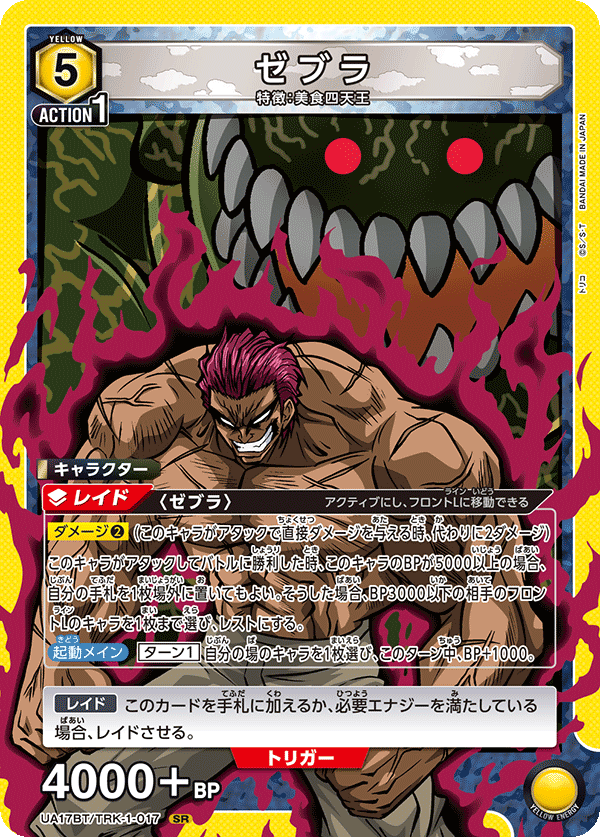 YELLOW
5
ACTION 1
ゼブラ
特徴:美食四天王
トリコ ©S/S・T BANDAI MADE IN JAPAN
キャラクター
レイド 〈ゼブラ〉 アクティブにし、フロントLに移動できる
ダメージ❷ (このキャラがアタックで直接ダメージを与える時、代わりに2ダメージ)
このキャラがアタックしてバトルに勝利した時、このキャラのBPが5000以上の場合、
自分の手札を1枚場外に置いてもよい。そうした場合、BP3000以下の相手のフロン
トLのキャラを1枚まで選び、レストにする。
起動メイン ターン1 自分の場のキャラを1枚選び、このターン中、BP+1000。
レイド このカードを手札に加えるか、必要エナジーを満たしている
場合、レイドさせる。
トリガー
4000+BP
UA17BT/TRK-1-017 SR
YELLOW ENERGY